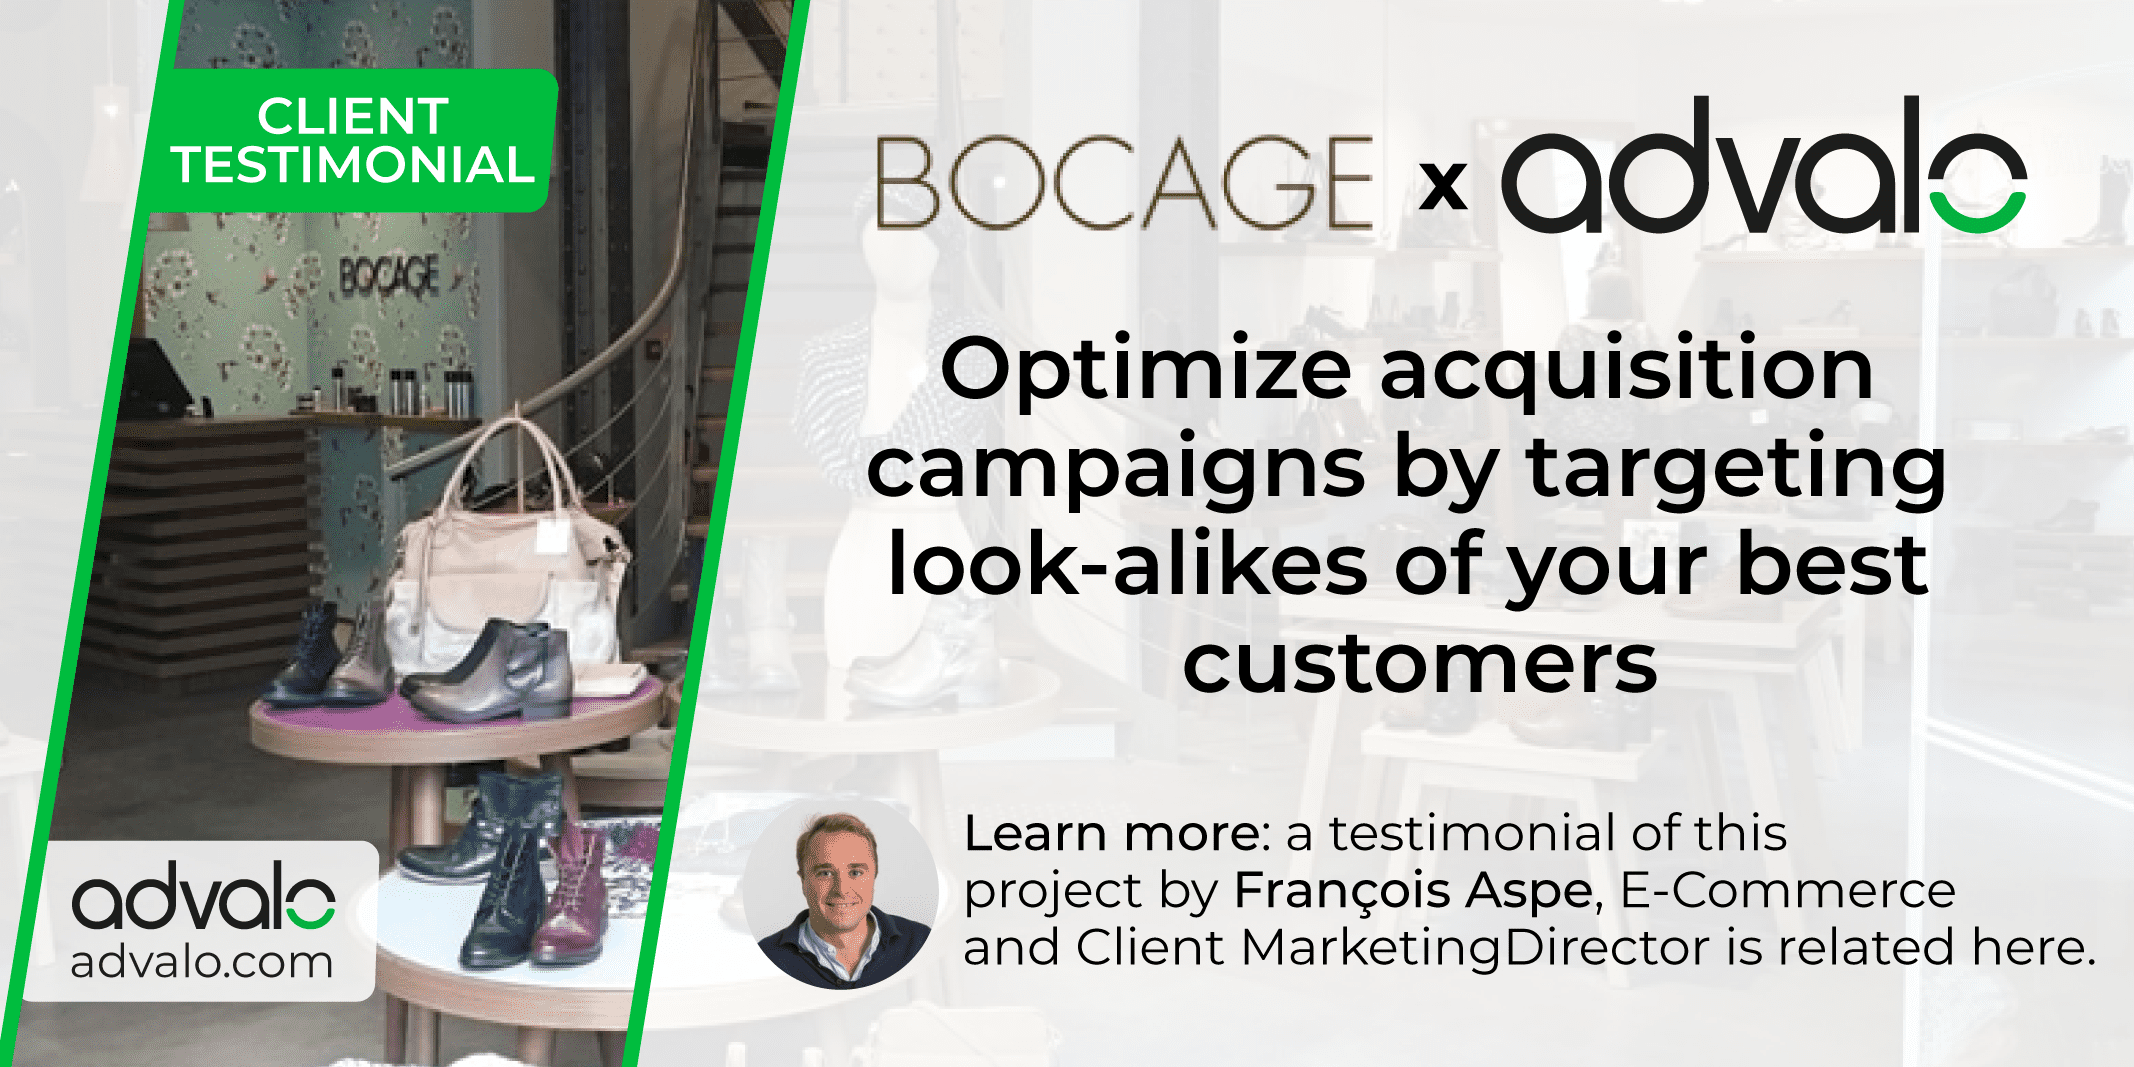 CLIENT
TESTIMONIAL
BOCAGE
advalo
advalo.com
BOCAGE x advalo
Optimize acquisition
campaigns by targeting
look-alikes of your best
customers
Learn more: a testimonial of this
project by François Aspe, E-Commerce
and Client MarketingDirector is related here.